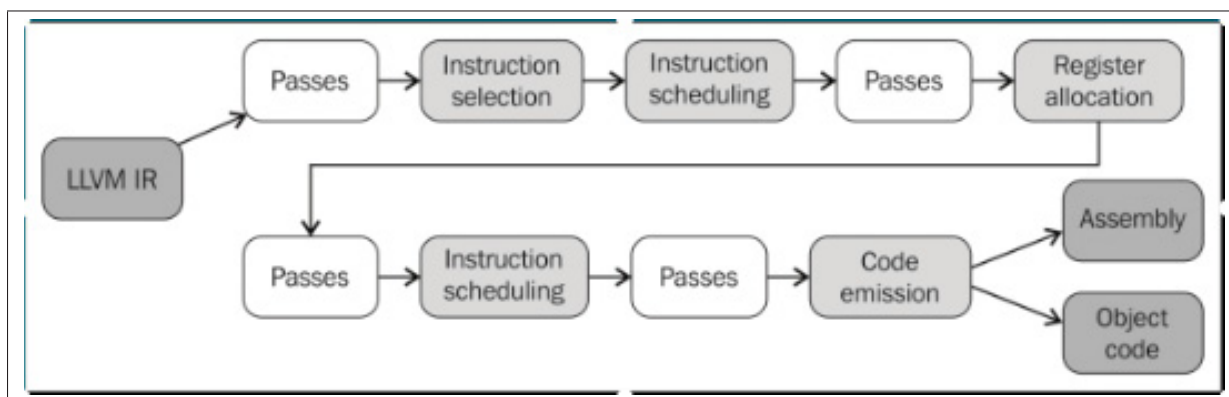 Passes
Instruction
selection
Instruction
scheduling
Passes
Register
allocation
LLVM IR
Passes
Instruction
scheduling
Passes
Code
emission
Assembly
Object
code